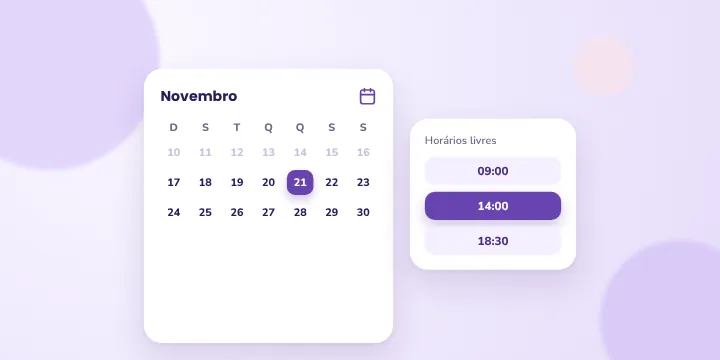 Novembro
D S T Q Q S S
10 11 12 13 14 15 16
17 18 19 20 21 22 23
24 25 26 27 28 29 30
Horários livres
09:00
14:00
18:30